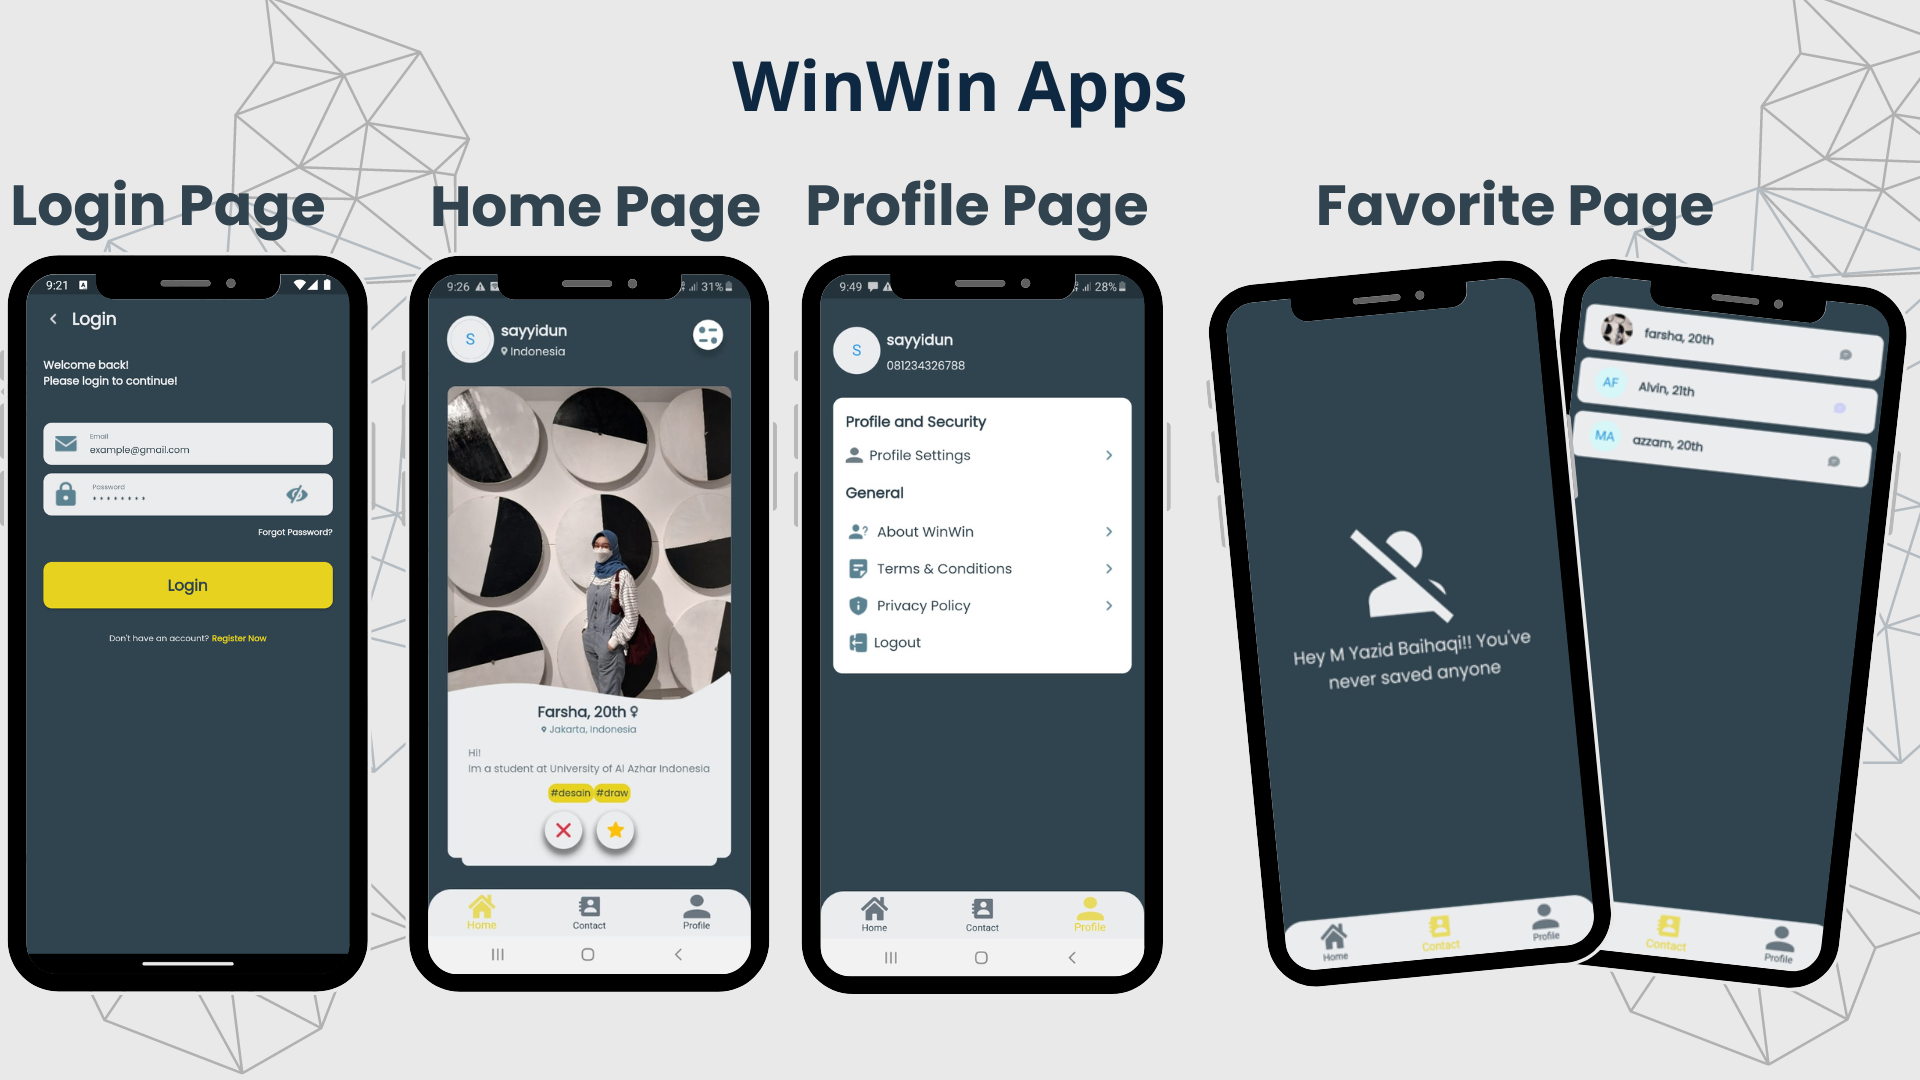 WinWin Apps
Login Page
Home Page
Profile Page
Favorite Page
9:21
Login
Welcome back!
Please login to continue!
Email
example@gmail.com
Password
Forgot Password?
Login
Don't have an account? Register Now
9:26
31%
S
sayyidun
Indonesia
Farsha, 20th
Jakarta, Indonesia
Hi!
Im a student at University of Al Azhar Indonesia
#desain #draw
Home
Contact
Profile
9:49
28%
S
sayyidun
081234326788
Profile and Security
Profile Settings
General
About WinWin
Terms & Conditions
Privacy Policy
Logout
Home
Contact
Profile
Hey M Yazid Baihaqi!! You've
never saved anyone
Home
Contact
Profile
farsha, 20th
AF
Alvin, 21th
MA
azzam, 20th
Contact
Profile